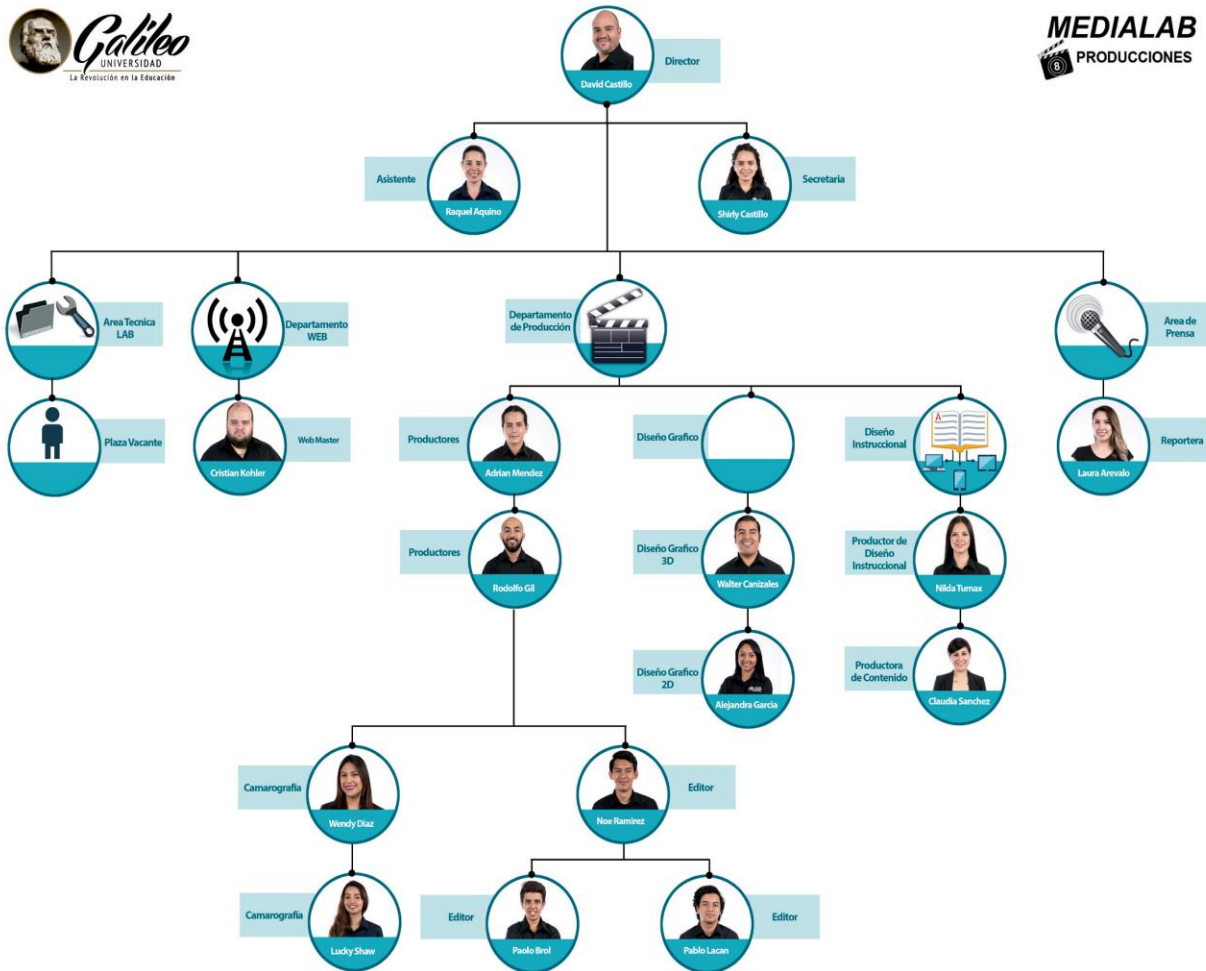 Galileo
UNIVERSIDAD
La Revolución en la Educación
MEDIALAB
8
PRODUCCIONES
Director
David Castillo
Asistente
Raquel Aquino
Secretaria
Shirly Castillo
Area Tecnica
LAB
Departamento
WEB
Departamento
de Producción
Area de
Prensa
Plaza Vacante
Web Master
Cristian Kohler
Productores
Adrian Mendez
Diseño Grafico
A
Diseño
Instruccional
Reportera
Laura Arevalo
Productores
Rodolfo Gil
Diseño Grafico
3D
Walter Canizales
Productor de
Diseño
Instruccional
Nilda Tumax
Diseño Grafico
2D
Alejandra Garcia
Productora
de Contenido
Claudia Sanchez
Camarografía
Wendy Diaz
Editor
Noe Ramirez
Camarografía
Lucky Shaw
Editor
Paolo Brol
Editor
Pablo Lacan